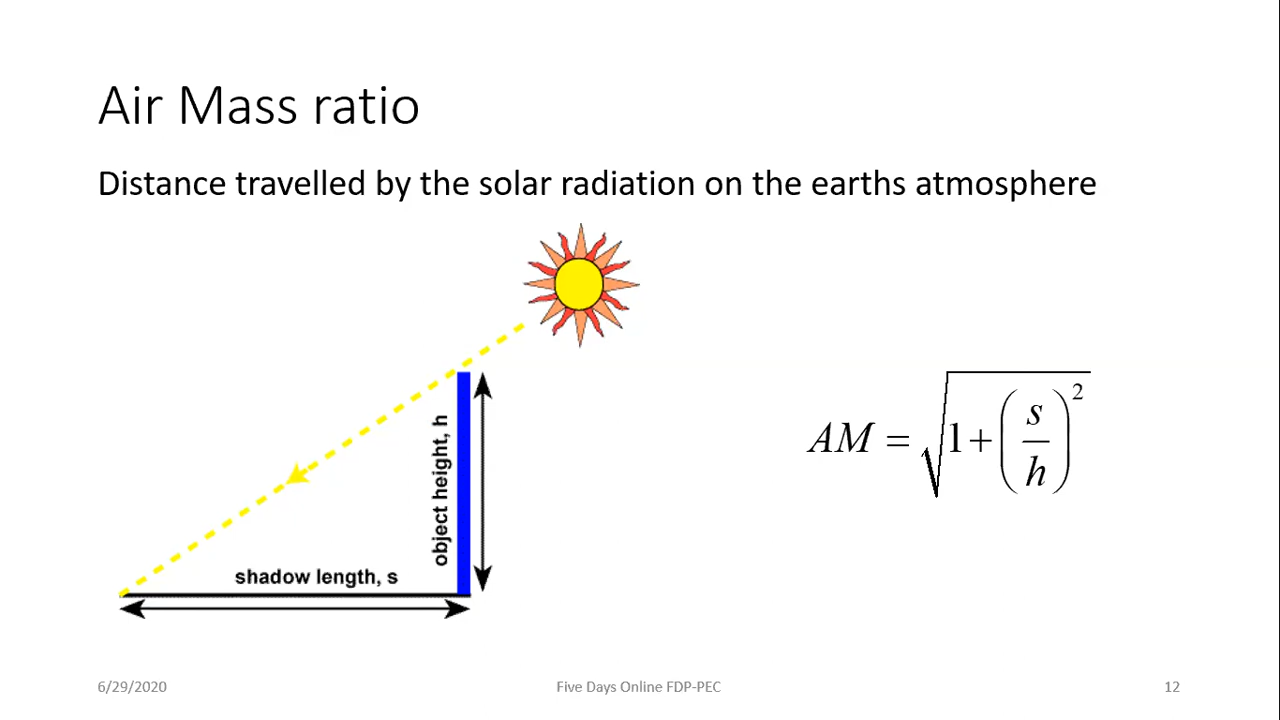 Air Mass ratio
Distance travelled by the solar radiation on the earths atmosphere
object height, h
shadow length, s
AM = √(1+(s/h)²)
6/29/2020
Five Days Online FDP-PEC
12